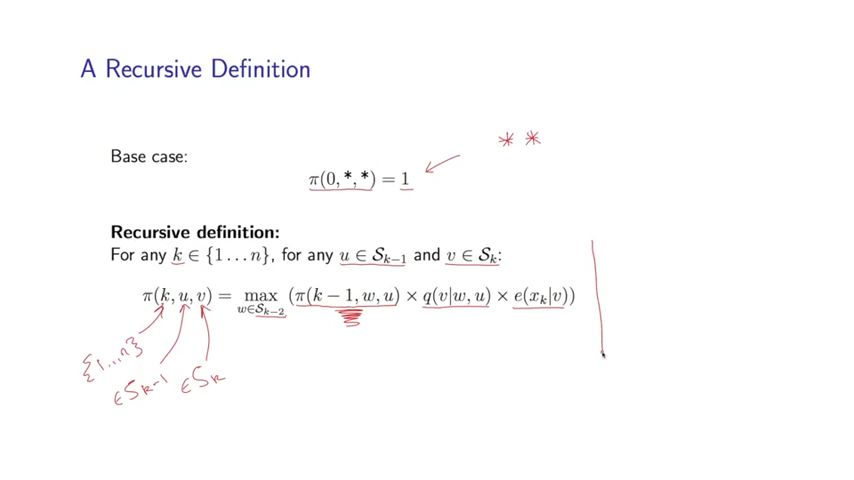 A Recursive Definition
* *
Base case:
π(0,*,*) = 1
Recursive definition:
For any k ∈ {1...n}, for any u ∈ S_{k-1} and v ∈ S_k:
π(k, u, v) = max_{w∈S_{k-2}} (π(k − 1, w, u) × q(v|w, u) × e(x_k|v))
{1...n}
∈S_{k-1} ∈S_k